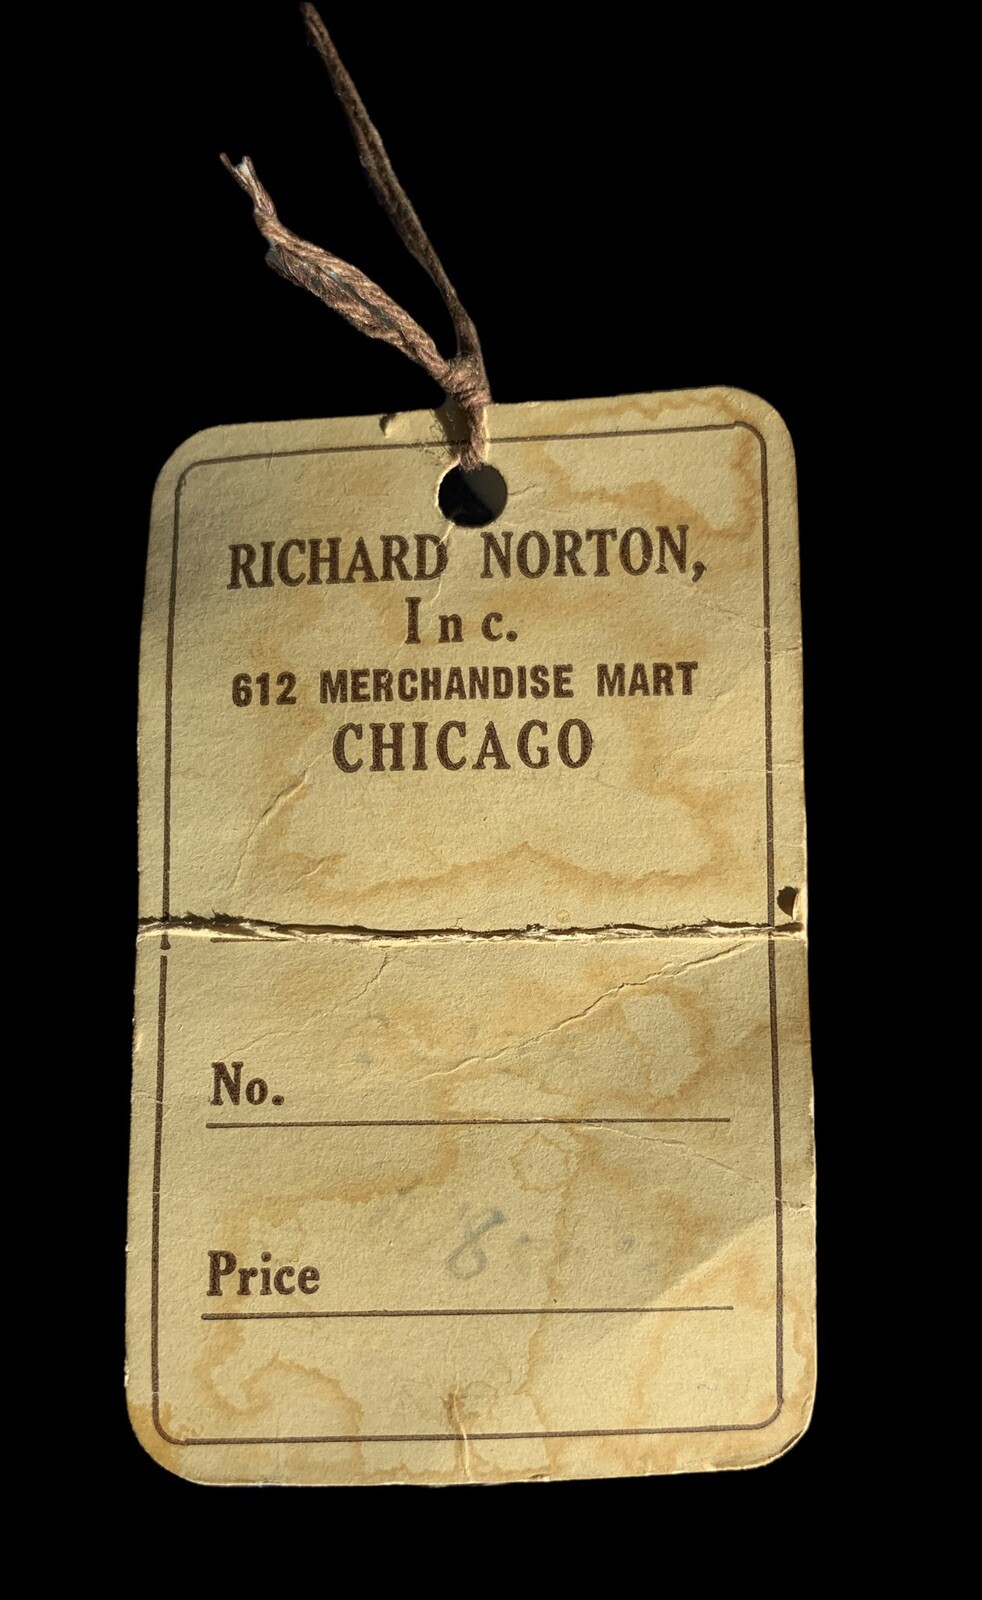 RICHARD NORTON,
Inc.
612 MERCHANDISE MART
CHICAGO
No.
Price 8-